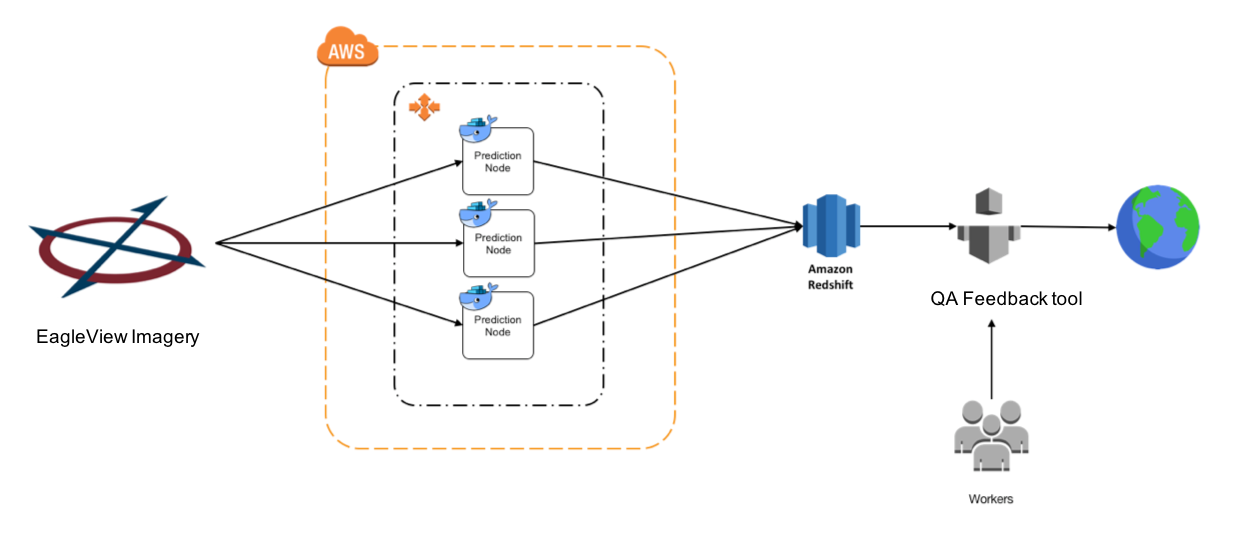 AWS
Prediction
Node
Prediction
Node
Prediction
Node
EagleView Imagery
Amazon
Redshift
QA Feedback tool
Workers